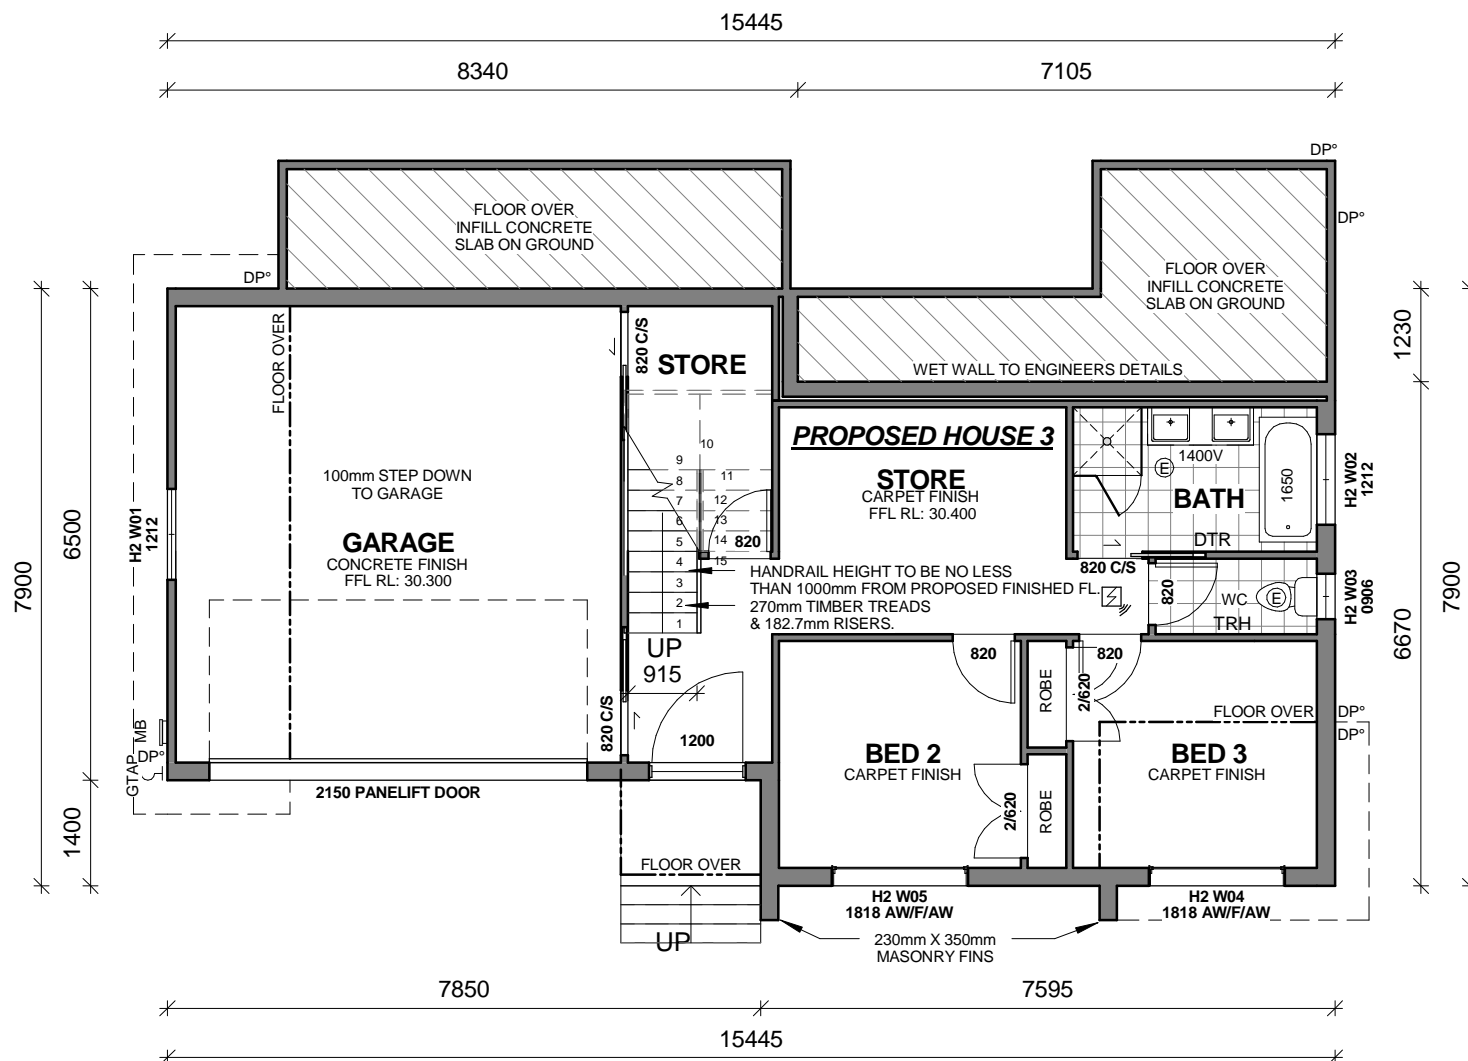 15445
8340
7105
DP°
FLOOR OVER
INFILL CONCRETE
SLAB ON GROUND
DP°
DP°
FLOOR OVER
INFILL CONCRETE
SLAB ON GROUND
WET WALL TO ENGINEERS DETAILS
7900
6500
1400
1230
6670
7900
FLOOR OVER
820 C/S
STORE
PROPOSED HOUSE 3
STORE
CARPET FINISH
FFL RL: 30.400
1400V
E
BATH
1650
DTR
H2 W02
1212
100mm STEP DOWN
TO GARAGE
GARAGE
CONCRETE FINISH
FFL RL: 30.300
H2 W01
1212
10
9
11
8
7
12
6
13
5
14
4
15
3
2
1
820
820 C/S
HANDRAIL HEIGHT TO BE NO LESS
THAN 1000mm FROM PROPOSED FINISHED FL.
270mm TIMBER TREADS
& 182.7mm RISERS.
820
WC
E
TRH
H2 W03
0906
UP
915
820
820
ROBE
2/620
FLOOR OVER
DP°
DP°
820 C/S
1200
BED 2
CARPET FINISH
BED 3
CARPET FINISH
MB
DP°
GTAP
2150 PANELIFT DOOR
2/620
ROBE
FLOOR OVER
UP
H2 W05
1818 AW/F/AW
H2 W04
1818 AW/F/AW
230mm X 350mm
MASONRY FINS
7850
7595
15445